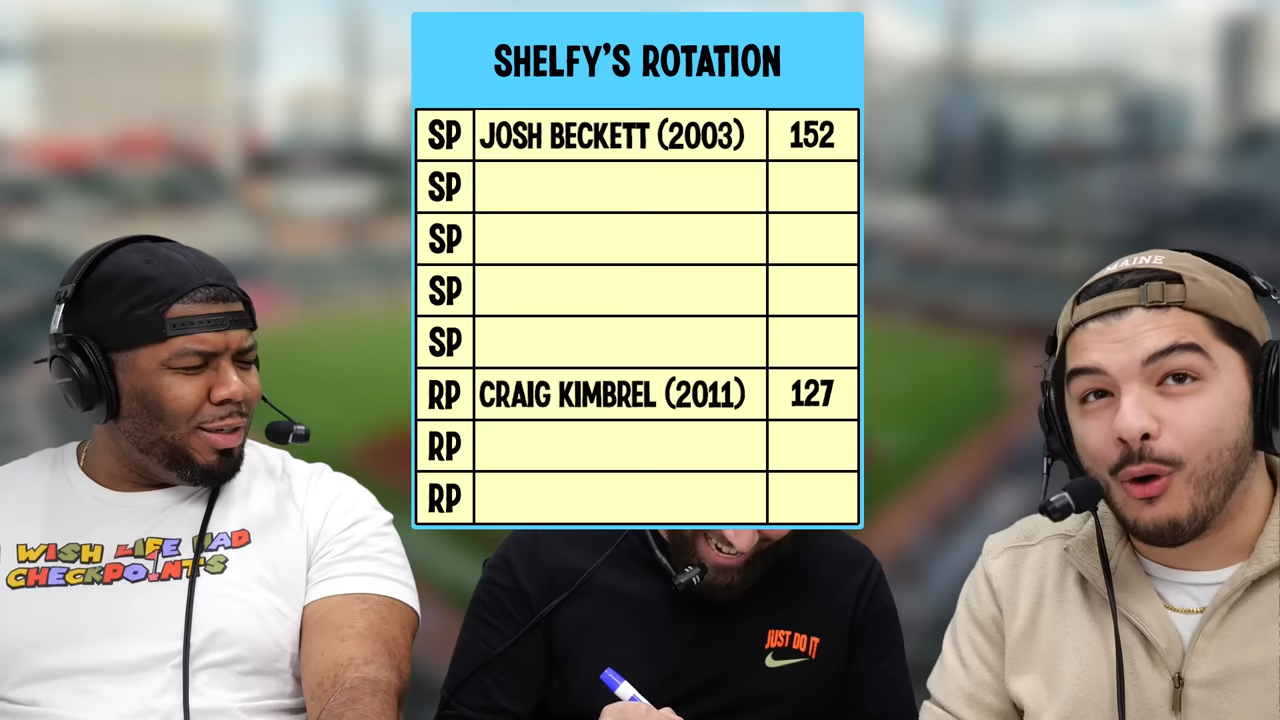 SHELFY'S ROTATION
SP JOSH BECKETT (2003) 152
SP
SP
SP
SP
RP CRAIG KIMBREL (2011) 127
RP
RP
MAINE
WISH LIFE HAD
CHECKPOINTS
JUST DO IT